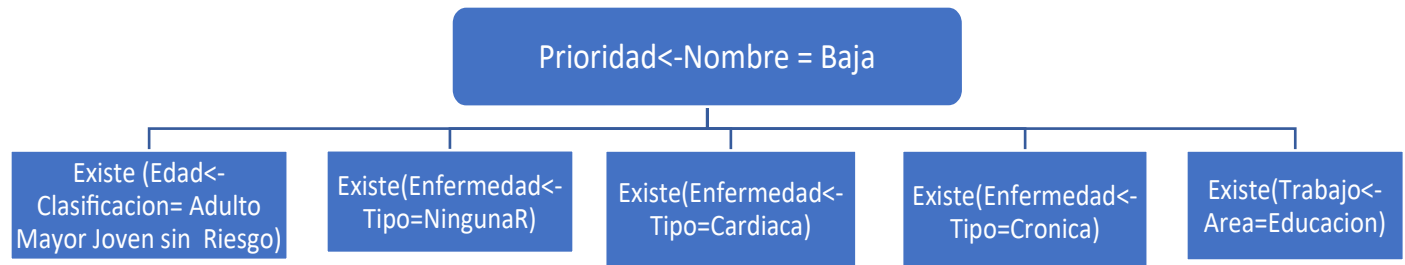 Prioridad<-Nombre = Baja
Existe (Edad<-
Clasificacion= Adulto
Mayor Joven sin  Riesgo)
Existe(Enfermedad<-
Tipo=NingunaR)
Existe(Enfermedad<-
Tipo=Cardiaca)
Existe(Enfermedad<-
Tipo=Cronica)
Existe(Trabajo<-
Area=Educacion)